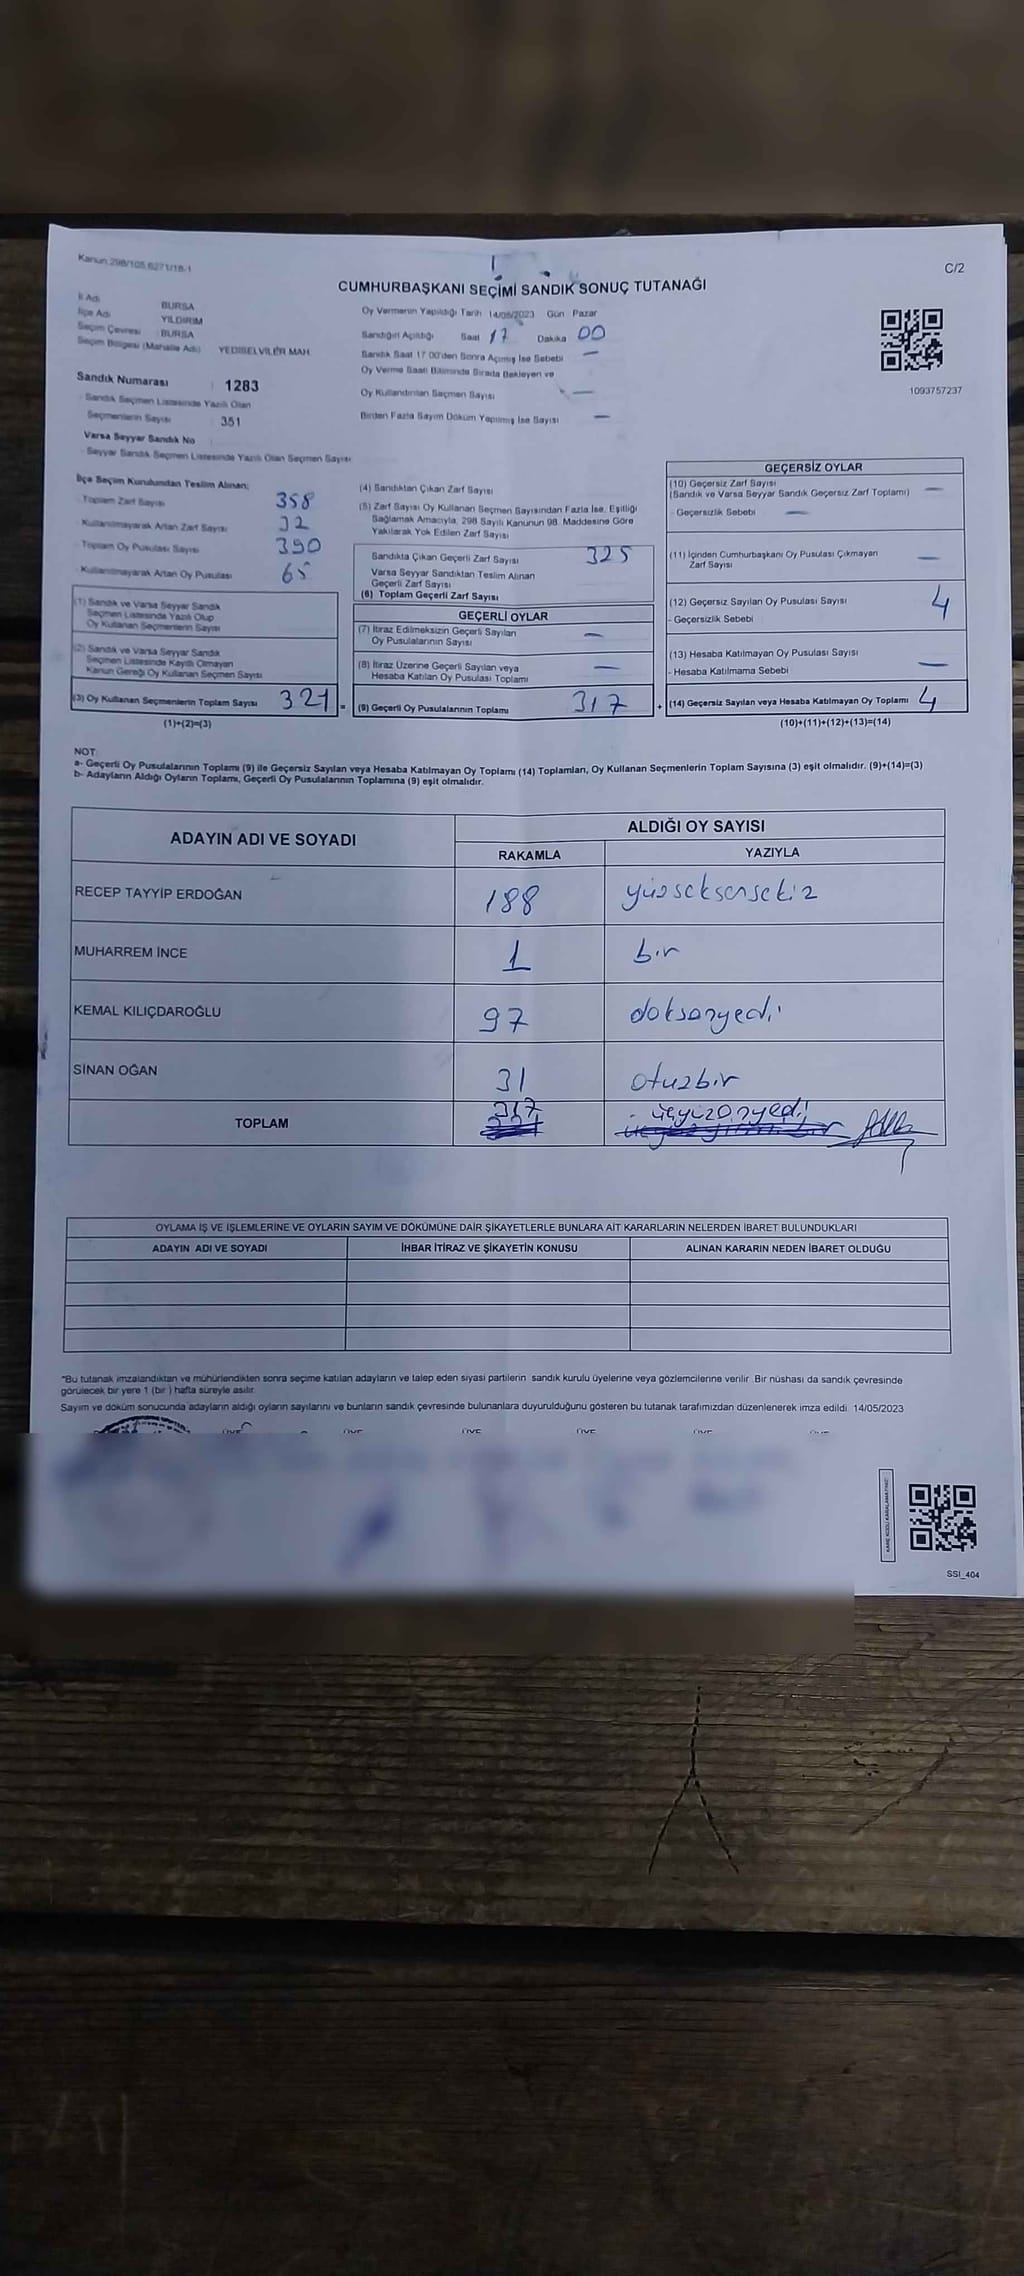 Kanun 298/105,6271/18-1
C/2
CUMHURBAŞKANI SEÇİMİ SANDIK SONUÇ TUTANAĞI
İl Adı BURSA
İlçe Adı YILDIRIM
Seçim Çevresi BURSA
Seçim Bölgesi (Mahalle Adı) YEDİSELVİLER MAH.
Sandık Numarası : 1283
- Sandık Seçmen Listesinde Yazılı Olan
Seçmenlerin Sayısı : 351
Varsa Seyyar Sandık No
- Seyyar Sandık Seçmen Listesinde Yazılı Olan Seçmen Sayısı
Oy Vermenin Yapıldığı Tarih 14/05/2023 Gün Pazar
Sandığın Açıldığı Saat 17 Dakika 00
Sandık Saat 17.00'den Sonra Açılmış İse Sebebi —
Oy Verme Saati Bitiminde Sırada Bekleyen ve
Oy Kullandırılan Seçmen Sayısı —
Birden Fazla Sayım Döküm Yapılmış İse Sayısı —
1093757237
İlçe Seçim Kurulundan Teslim Alınan;
- Toplam Zarf Sayısı 358
- Kullanılmayarak Artan Zarf Sayısı 32
- Toplam Oy Pusulası Sayısı 390
- Kullanılmayarak Artan Oy Pusulası 65
(1) Sandık ve Varsa Seyyar Sandık
Seçmen Listesinde Yazılı Olup
Oy Kullanan Seçmenlerin Sayısı
(2) Sandık ve Varsa Seyyar Sandık
Seçmen Listesinde Kayıtlı Olmayan
Kanun Gereği Oy Kullanan Seçmen Sayısı
(3) Oy Kullanan Seçmenlerin Toplam Sayısı 321 =
(1)+(2)=(3)
(4) Sandıktan Çıkan Zarf Sayısı
(5) Zarf Sayısı Oy Kullanan Seçmen Sayısından Fazla İse, Eşitliği
Sağlamak Amacıyla, 298 Sayılı Kanunun 98. Maddesine Göre
Yakılarak Yok Edilen Zarf Sayısı
Sandıkta Çıkan Geçerli Zarf Sayısı 325
Varsa Seyyar Sandıktan Teslim Alınan
Geçerli Zarf Sayısı
(6) Toplam Geçerli Zarf Sayısı
GEÇERLİ OYLAR
(7) İtiraz Edilmeksizin Geçerli Sayılan
Oy Pusulalarının Sayısı —
(8) İtiraz Üzerine Geçerli Sayılan veya
Hesaba Katılan Oy Pusulası Toplamı —
(9) Geçerli Oy Pusulalarının Toplamı 317 +
GEÇERSİZ OYLAR
(10) Geçersiz Zarf Sayısı
(Sandık ve Varsa Seyyar Sandık Geçersiz Zarf Toplamı) —
- Geçersizlik Sebebi —
(11) İçinden Cumhurbaşkanı Oy Pusulası Çıkmayan
Zarf Sayısı —
(12) Geçersiz Sayılan Oy Pusulası Sayısı 4
- Geçersizlik Sebebi
(13) Hesaba Katılmayan Oy Pusulası Sayısı
- Hesaba Katılmama Sebebi —
(14) Geçersiz Sayılan veya Hesaba Katılmayan Oy Toplamı 4
(10)+(11)+(12)+(13)=(14)
NOT:
a- Geçerli Oy Pusulalarının Toplamı (9) ile Geçersiz Sayılan veya Hesaba Katılmayan Oy Toplamı (14) Toplamları, Oy Kullanan Seçmenlerin Toplam Sayısına (3) eşit olmalıdır. (9)+(14)=(3)
b- Adayların Aldığı Oyların Toplamı, Geçerli Oy Pusulalarının Toplamına (9) eşit olmalıdır.
ADAYIN ADI VE SOYADI
ALDIĞI OY SAYISI
RAKAMLA YAZIYLA
RECEP TAYYİP ERDOĞAN 188 yüzseksensekiz
MUHARREM İNCE 1 bir
KEMAL KILIÇDAROĞLU 97 doksanyedi
SİNAN OĞAN 31 otuzbir
TOPLAM 317 üçyüzonyedi
OYLAMA İŞ VE İŞLEMLERİNE VE OYLARIN SAYIM VE DÖKÜMÜNE DAİR ŞİKAYETLERLE BUNLARA AİT KARARLARIN NELERDEN İBARET BULUNDUKLARI
ADAYIN ADI VE SOYADI İHBAR İTİRAZ VE ŞİKAYETİN KONUSU ALINAN KARARIN NEDEN İBARET OLDUĞU
*Bu tutanak imzalandıktan ve mühürlendikten sonra seçime katılan adayların ve talep eden siyasi partilerin sandık kurulu üyelerine veya gözlemcilerine verilir. Bir nüshası da sandık çevresinde
görülecek bir yere 1 (bir ) hafta süreyle asılır.
Sayım ve döküm sonucunda adayların aldığı oyların sayılarını ve bunların sandık çevresinde bulunanlara duyurulduğunu gösteren bu tutanak tarafımızdan düzenlenerek imza edildi. 14/05/2023
ÜYE ÜYE ÜYE ÜYE ÜYE ÜYE
KARE KODU KARALAMAYINIZ
SSI_404